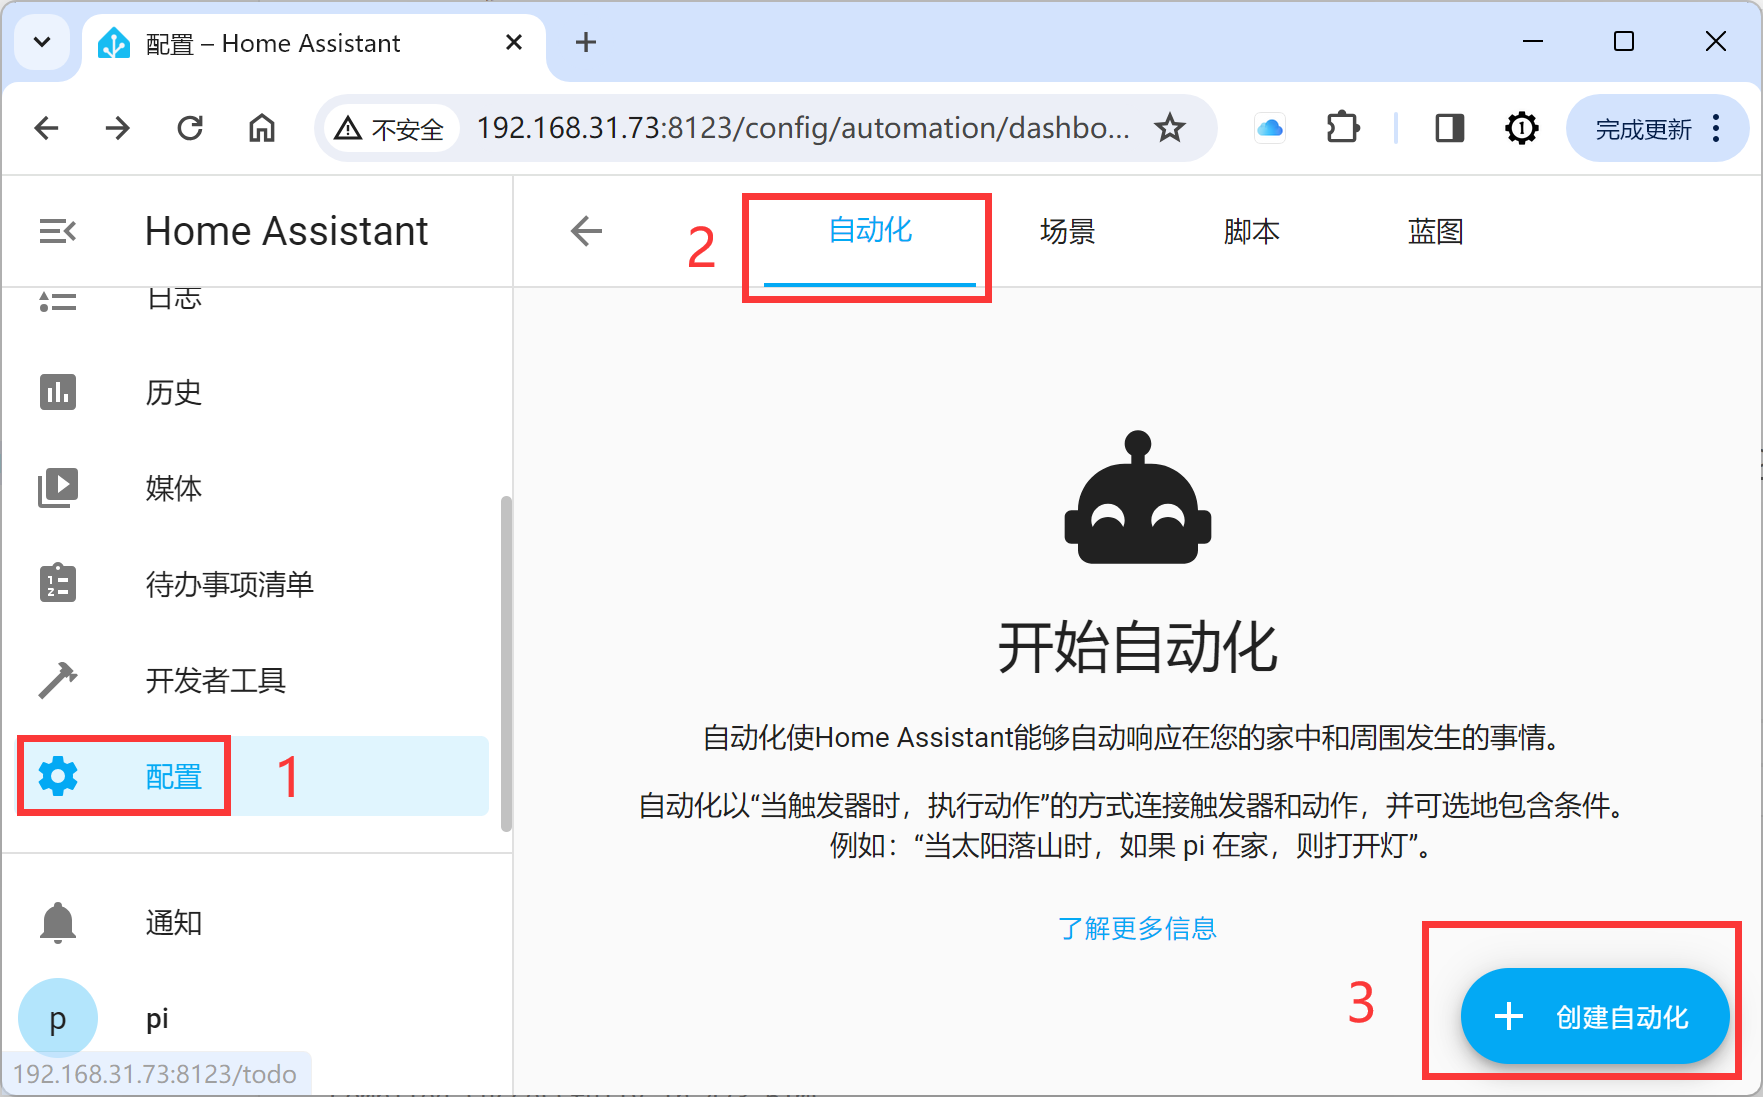 配置 – Home Assistant
不安全
192.168.31.73:8123/config/automation/dashbo...
完成更新
Home Assistant
2
自动化
场景
脚本
蓝图
日志
历史
媒体
待办事项清单
开发者工具
配置
1
通知
p
pi
192.168.31.73:8123/todo
开始自动化
自动化使Home Assistant能够自动响应在您的家中和周围发生的事情。
自动化以“当触发器时，执行动作”的方式连接触发器和动作，并可选地包含条件。
例如：“当太阳落山时，如果 pi 在家，则打开灯”。
了解更多信息
3
创建自动化